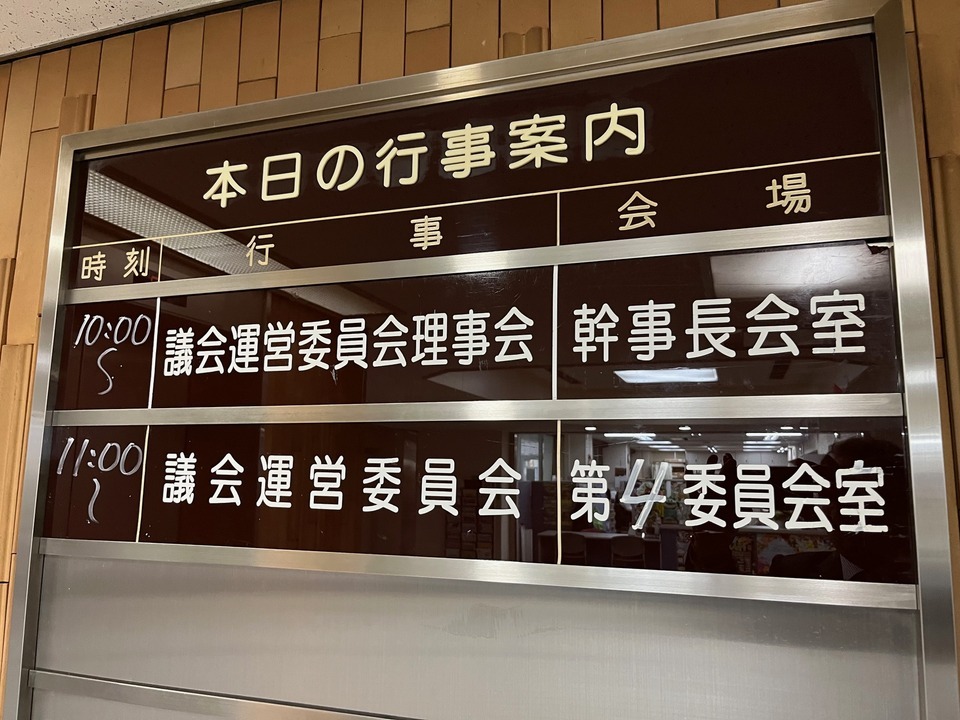 本日の行事案内
時刻 行事 会場
10:00 議会運営委員会理事会 幹事長会室
〜
11:00 議会運営委員会 第4委員会室
〜